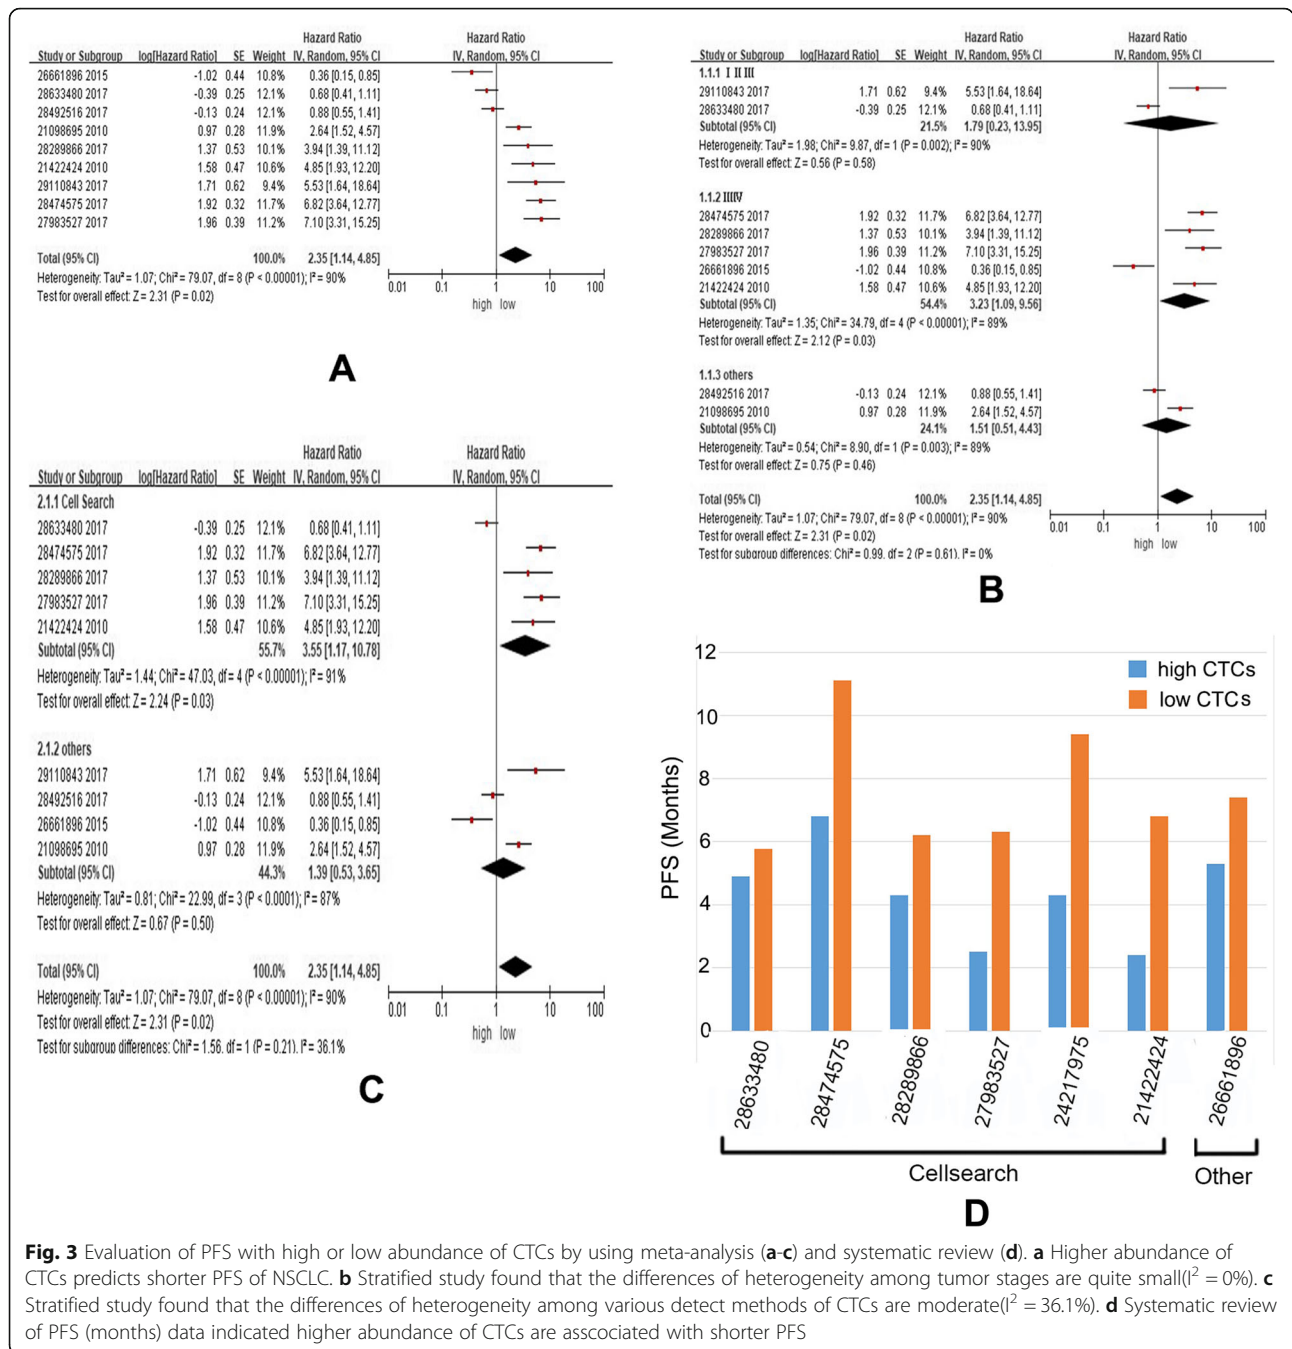 Hazard Ratio Hazard Ratio
Study or Subgroup log[Hazard Ratio] SE Weight IV, Random, 95% CI IV, Random, 95% CI
26661896 2015 -1.02 0.44 10.8% 0.36 [0.15, 0.85]
28633480 2017 -0.39 0.25 12.1% 0.68 [0.41, 1.11]
28492516 2017 -0.13 0.24 12.1% 0.88 [0.55, 1.41]
21098695 2010 0.97 0.28 11.9% 2.64 [1.52, 4.57]
28289866 2017 1.37 0.53 10.1% 3.94 [1.39, 11.12]
21422424 2010 1.58 0.47 10.6% 4.85 [1.93, 12.20]
29110843 2017 1.71 0.62 9.4% 5.53 [1.64, 18.64]
28474575 2017 1.92 0.32 11.7% 6.82 [3.64, 12.77]
27983527 2017 1.96 0.39 11.2% 7.10 [3.31, 15.25]
Total (95% CI) 100.0% 2.35 [1.14, 4.85]
Heterogeneity: Tau² = 1.07; Chi² = 79.07, df = 8 (P < 0.00001); I² = 90%
Test for overall effect: Z = 2.31 (P = 0.02)
0.01 0.1 1 10 100
high low
A
Hazard Ratio Hazard Ratio
Study or Subgroup log[Hazard Ratio] SE Weight IV, Random, 95% CI IV, Random, 95% CI
1.1.1 I II III
29110843 2017 1.71 0.62 9.4% 5.53 [1.64, 18.64]
28633480 2017 -0.39 0.25 12.1% 0.68 [0.41, 1.11]
Subtotal (95% CI) 21.5% 1.79 [0.23, 13.95]
Heterogeneity: Tau² = 1.98; Chi² = 9.87, df = 1 (P = 0.002); I² = 90%
Test for overall effect: Z = 0.56 (P = 0.58)
1.1.2 IIIIV
28474575 2017 1.92 0.32 11.7% 6.82 [3.64, 12.77]
28289866 2017 1.37 0.53 10.1% 3.94 [1.39, 11.12]
27983527 2017 1.96 0.39 11.2% 7.10 [3.31, 15.25]
26661896 2015 -1.02 0.44 10.8% 0.36 [0.15, 0.85]
21422424 2010 1.58 0.47 10.6% 4.85 [1.93, 12.20]
Subtotal (95% CI) 54.4% 3.23 [1.09, 9.56]
Heterogeneity: Tau² = 1.35; Chi² = 34.79, df = 4 (P < 0.00001); I² = 89%
Test for overall effect: Z = 2.12 (P = 0.03)
1.1.3 others
28492516 2017 -0.13 0.24 12.1% 0.88 [0.55, 1.41]
21098695 2010 0.97 0.28 11.9% 2.64 [1.52, 4.57]
Subtotal (95% CI) 24.1% 1.51 [0.51, 4.43]
Heterogeneity: Tau² = 0.54; Chi² = 8.90, df = 1 (P = 0.003); I² = 89%
Test for overall effect: Z = 0.75 (P = 0.46)
Total (95% CI) 100.0% 2.35 [1.14, 4.85]
Heterogeneity: Tau² = 1.07; Chi² = 79.07, df = 8 (P < 0.00001); I² = 90%
Test for overall effect: Z = 2.31 (P = 0.02)
Test for subgroup differences: Chi² = 0.99, df = 2 (P = 0.61), I² = 0%
0.01 0.1 1 10 100
high low
B
Hazard Ratio Hazard Ratio
Study or Subgroup log[Hazard Ratio] SE Weight IV, Random, 95% CI IV, Random, 95% CI
2.1.1 Cell Search
28633480 2017 -0.39 0.25 12.1% 0.68 [0.41, 1.11]
28474575 2017 1.92 0.32 11.7% 6.82 [3.64, 12.77]
28289866 2017 1.37 0.53 10.1% 3.94 [1.39, 11.12]
27983527 2017 1.96 0.39 11.2% 7.10 [3.31, 15.25]
21422424 2010 1.58 0.47 10.6% 4.85 [1.93, 12.20]
Subtotal (95% CI) 55.7% 3.55 [1.17, 10.78]
Heterogeneity: Tau² = 1.44; Chi² = 47.03, df = 4 (P < 0.00001); I² = 91%
Test for overall effect: Z = 2.24 (P = 0.03)
2.1.2 others
29110843 2017 1.71 0.62 9.4% 5.53 [1.64, 18.64]
28492516 2017 -0.13 0.24 12.1% 0.88 [0.55, 1.41]
26661896 2015 -1.02 0.44 10.8% 0.36 [0.15, 0.85]
21098695 2010 0.97 0.28 11.9% 2.64 [1.52, 4.57]
Subtotal (95% CI) 44.3% 1.39 [0.53, 3.65]
Heterogeneity: Tau² = 0.81; Chi² = 22.99, df = 3 (P < 0.0001); I² = 87%
Test for overall effect: Z = 0.67 (P = 0.50)
Total (95% CI) 100.0% 2.35 [1.14, 4.85]
Heterogeneity: Tau² = 1.07; Chi² = 79.07, df = 8 (P < 0.00001); I² = 90%
Test for overall effect: Z = 2.31 (P = 0.02)
Test for subgroup differences: Chi² = 1.56, df = 1 (P = 0.21), I² = 36.1%
0.01 0.1 1 10 100
high low
C
PFS (Months)
12
10
8
6
4
2
0
high CTCs
low CTCs
28633480 28474575 28289866 27983527 24217975 21422424 26661896
Cellsearch Other
D
Fig. 3 Evaluation of PFS with high or low abundance of CTCs by using meta-analysis (a-c) and systematic review (d). a Higher abundance of
CTCs predicts shorter PFS of NSCLC. b Stratified study found that the differences of heterogeneity among tumor stages are quite small(I² = 0%). c
Stratified study found that the differences of heterogeneity among various detect methods of CTCs are moderate(I² = 36.1%). d Systematic review
of PFS (months) data indicated higher abundance of CTCs are asscociated with shorter PFS